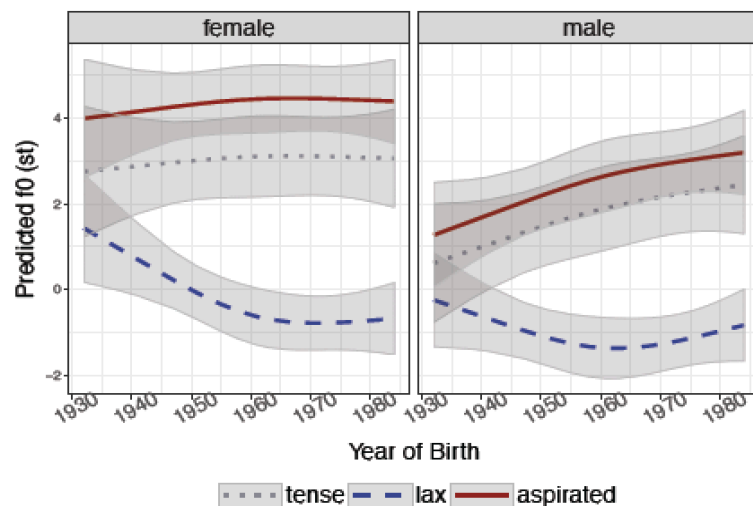 female male
Predicted f0 (st)
4
2
0
−2
1930 1940 1950 1960 1970 1980 1930 1940 1950 1960 1970 1980
Year of Birth
tense lax aspirated